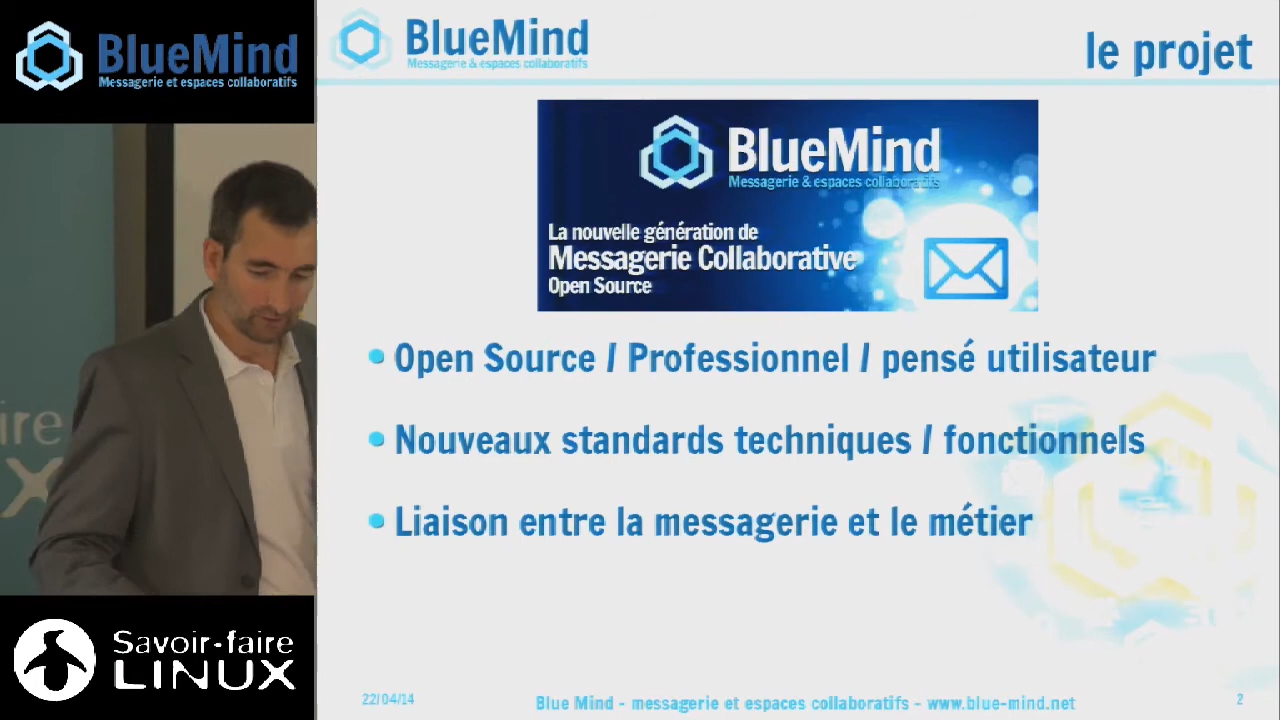 BlueMind
Messagerie et espaces collaboratifs
BlueMind
Messagerie & espaces collaboratifs
le projet
BlueMind
Messagerie & espaces collaboratifs
La nouvelle génération de
Messagerie Collaborative
Open Source
• Open Source / Professionnel / pensé utilisateur
• Nouveaux standards techniques / fonctionnels
• Liaison entre la messagerie et le métier
ire
X
Savoir-faire
LINUX
22/04/14
Blue Mind - messagerie et espaces collaboratifs - www.blue-mind.net
2